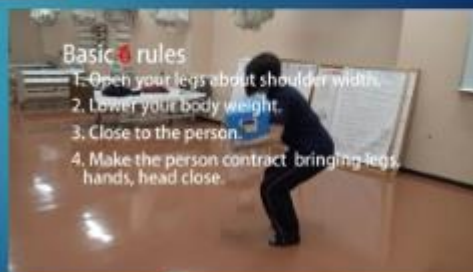 Basic 6 rules
1. Open your legs about shoulder width.
2. Lower your body weight.
3. Close to the person.
4. Make the person contract bringing legs,
hands, head close.